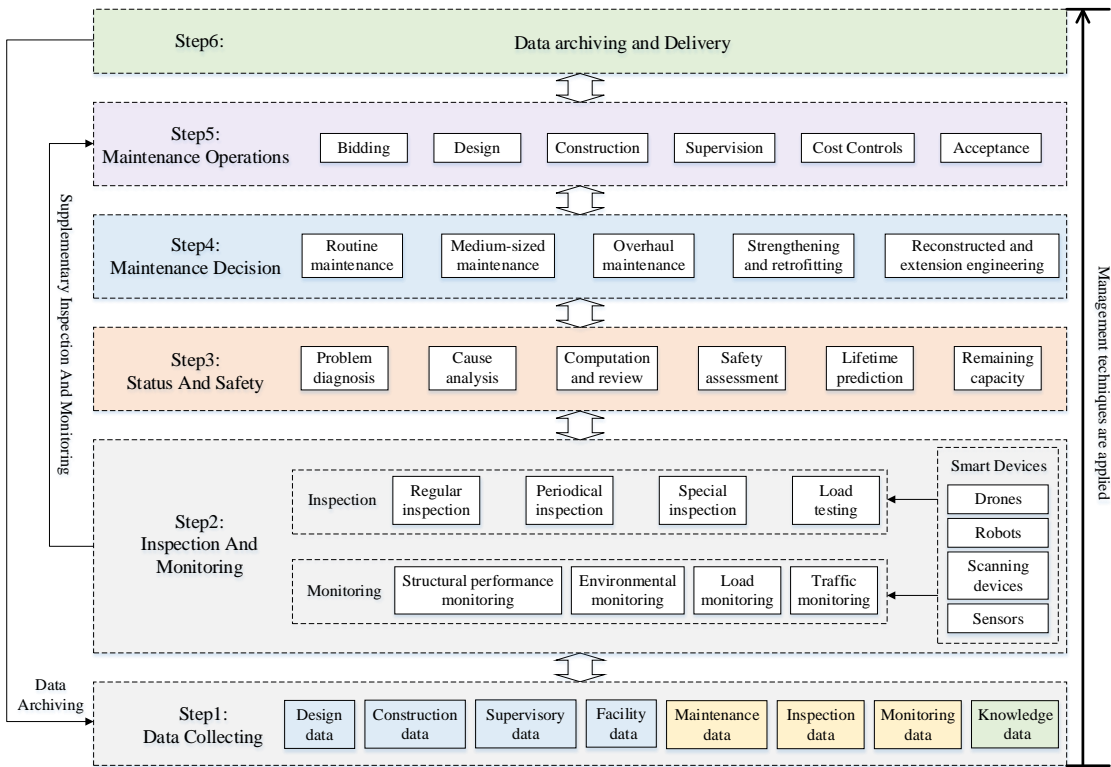 Step6:
Data archiving and Delivery
Step5:
Maintenance Operations
Bidding
Design
Construction
Supervision
Cost Controls
Acceptance
Step4:
Maintenance Decision
Routine
maintenance
Medium-sized
maintenance
Overhaul
maintenance
Strengthening
and retrofitting
Reconstructed and
extension engineering
Step3:
Status And Safety
Problem
diagnosis
Cause
analysis
Computation
and review
Safety
assessment
Lifetime
prediction
Remaining
capacity
Step2:
Inspection And
Monitoring
Inspection
Regular
inspection
Periodical
inspection
Special
inspection
Load
testing
Monitoring
Structural performance
monitoring
Environmental
monitoring
Load
monitoring
Traffic
monitoring
Smart Devices
Drones
Robots
Scanning
devices
Sensors
Step1:
Data Collecting
Design
data
Construction
data
Supervisory
data
Facility
data
Maintenance
data
Inspection
data
Monitoring
data
Knowledge
data
Supplementary Inspection And Monitoring
Data
Archiving
Management techniques are applied